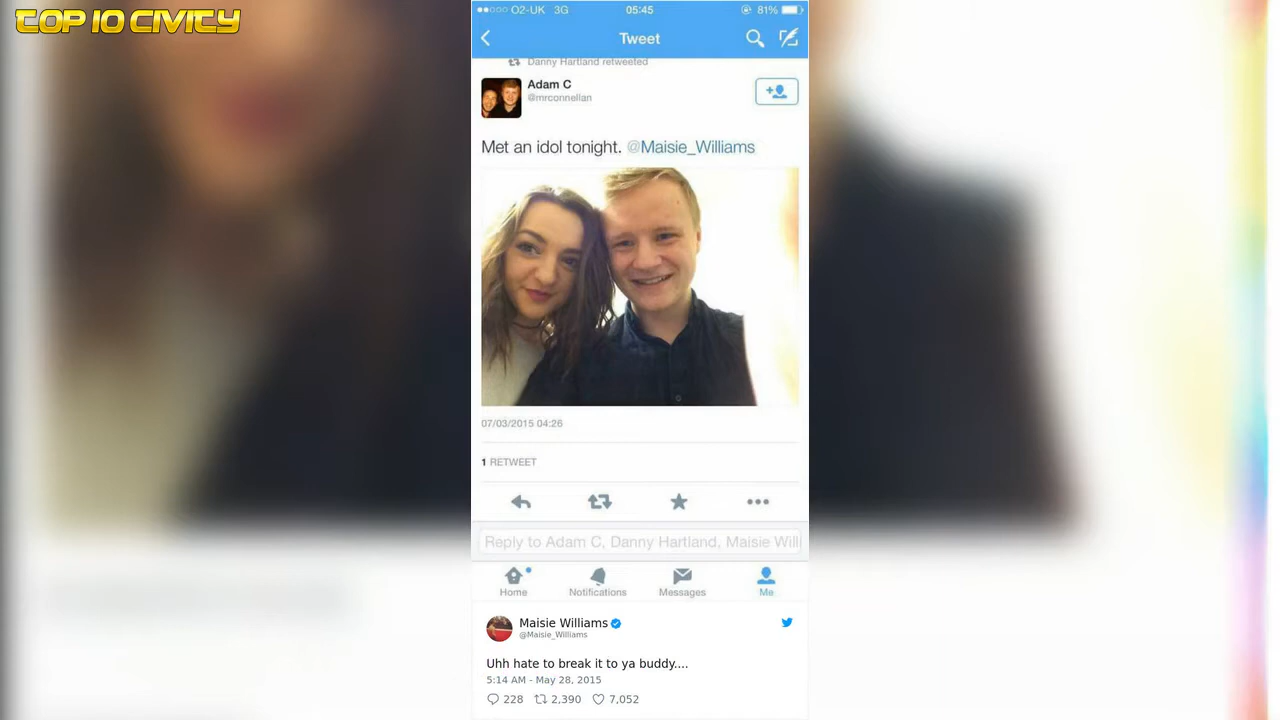 TOP 10 CIVITY
O2-UK 3G 05:45 81%
Tweet
Danny Hartland retweeted
Adam C
@mrconnellan
Met an idol tonight. @Maisie_Williams
07/03/2015 04:26
1 RETWEET
Reply to Adam C, Danny Hartland, Maisie Will
Home Notifications Messages Me
Maisie Williams
@Maisie_Williams
Uhh hate to break it to ya buddy....
5:14 AM - May 28, 2015
228 2,390 7,052